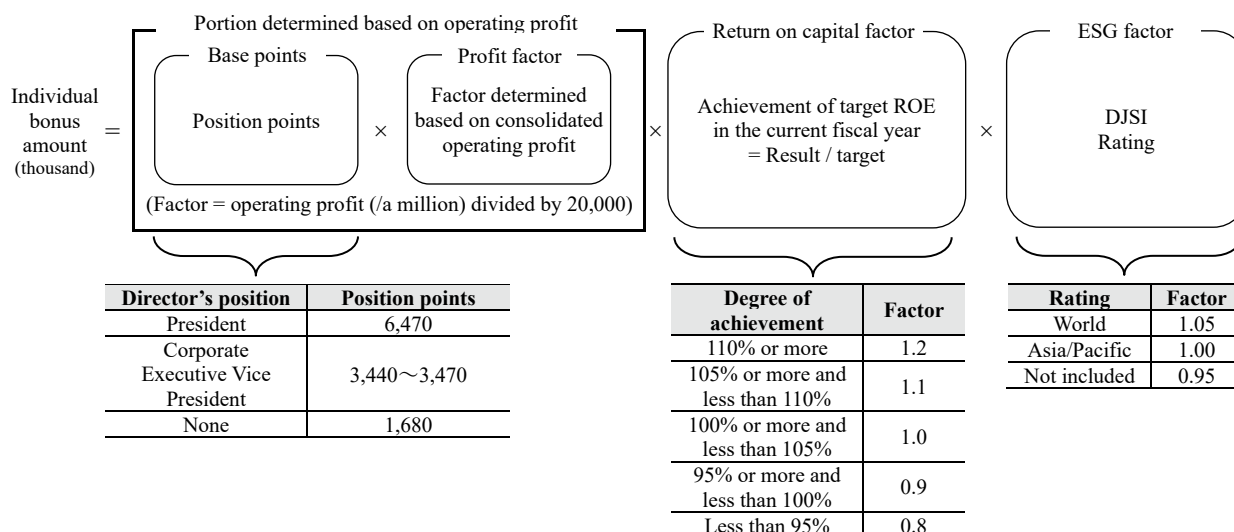 Portion determined based on operating profit
Base points
Profit factor
Return on capital factor
ESG factor
Individual
bonus
amount
(thousand)
=
Position points
×
Factor determined
based on consolidated
operating profit
×
Achievement of target ROE
in the current fiscal year
= Result / target
×
DJSI
Rating
(Factor = operating profit (/a million) divided by 20,000)
Director's position Position points
President 6,470
Corporate
Executive Vice
President
3,440～3,470
None 1,680
Degree of
achievement
Factor
110% or more 1.2
105% or more and
less than 110%
1.1
100% or more and
less than 105%
1.0
95% or more and
less than 100%
0.9
Less than 95% 0.8
Rating Factor
World 1.05
Asia/Pacific 1.00
Not included 0.95